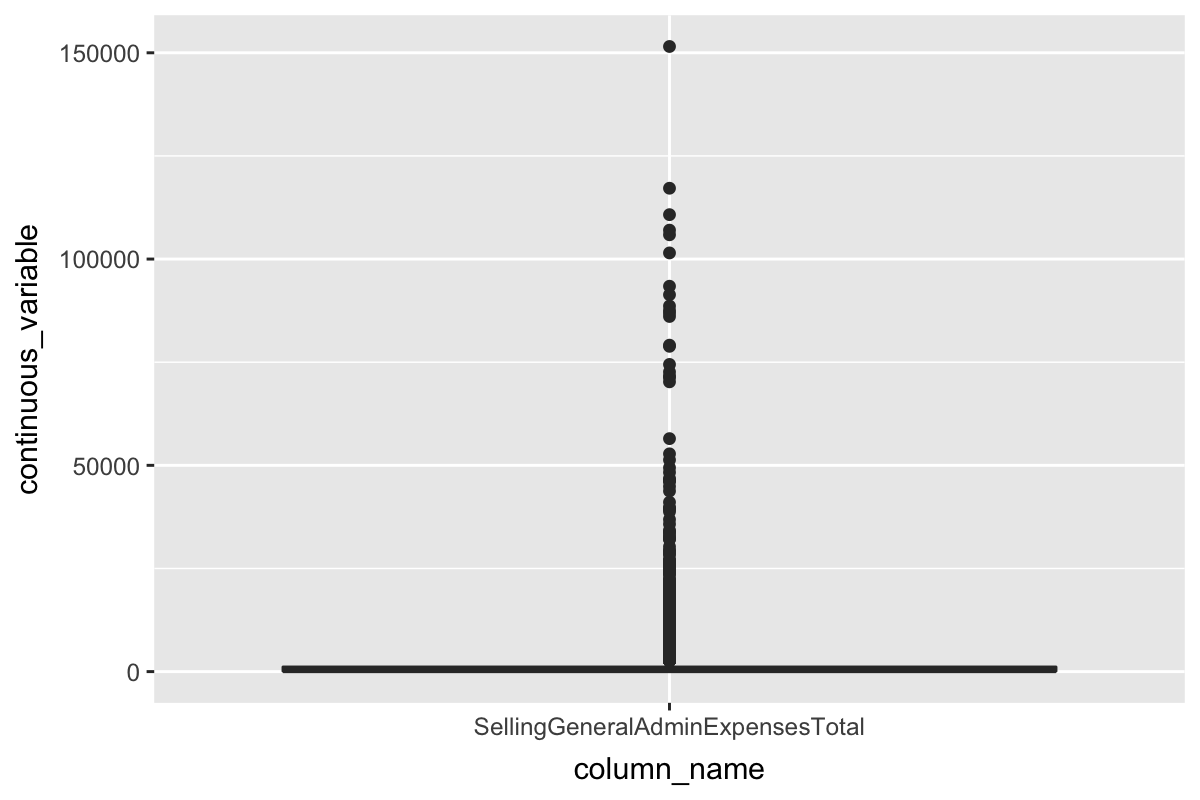 150000
100000
50000
0
continuous_variable
SellingGeneralAdminExpensesTotal
column_name